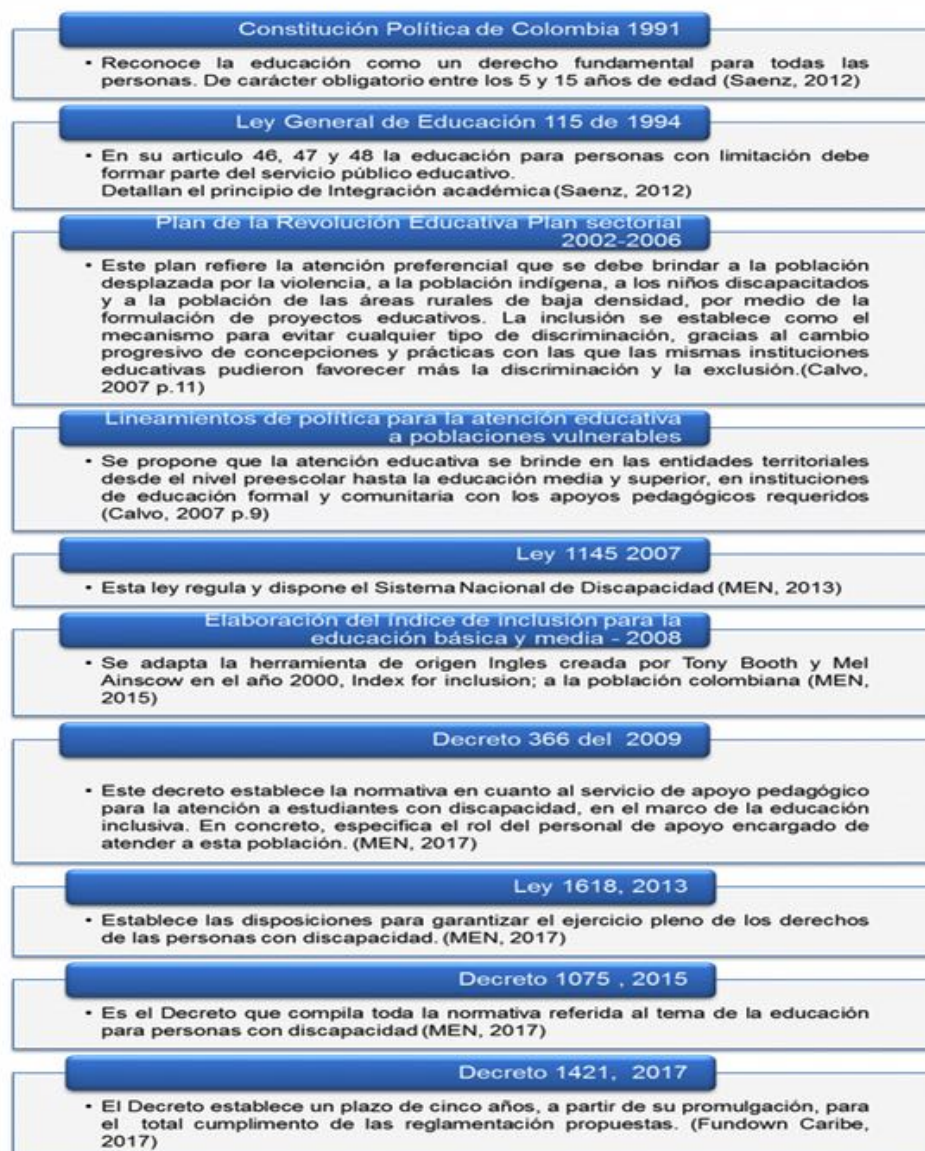 Constitución Política de Colombia 1991
• Reconoce la educación como un derecho fundamental para todas las
personas. De carácter obligatorio entre los 5 y 15 años de edad (Saenz, 2012)
Ley General de Educación 115 de 1994
• En su articulo 46, 47 y 48 la educación para personas con limitación debe
formar parte del servicio público educativo.
Detallan el principio de Integración académica (Saenz, 2012)
Plan de la Revolución Educativa Plan sectorial
2002-2006
• Este plan refiere la atención preferencial que se debe brindar a la población
desplazada por la violencia, a la población indígena, a los niños discapacitados
y a la población de las áreas rurales de baja densidad, por medio de la
formulación de proyectos educativos. La inclusión se establece como el
mecanismo para evitar cualquier tipo de discriminación, gracias al cambio
progresivo de concepciones y prácticas con las que las mismas instituciones
educativas pudieron favorecer más la discriminación y la exclusión.(Calvo,
2007 p.11)
Lineamientos de política para la atención educativa
a poblaciones vulnerables
• Se propone que la atención educativa se brinde en las entidades territoriales
desde el nivel preescolar hasta la educación media y superior, en instituciones
de educación formal y comunitaria con los apoyos pedagógicos requeridos
(Calvo, 2007 p.9)
Ley 1145 2007
• Esta ley regula y dispone el Sistema Nacional de Discapacidad (MEN, 2013)
Elaboración del índice de inclusión para la
educación básica y media - 2008
• Se adapta la herramienta de origen Ingles creada por Tony Booth y Mel
Ainscow en el año 2000, Index for inclusion; a la población colombiana (MEN,
2015)
Decreto 366 del 2009
• Este decreto establece la normativa en cuanto al servicio de apoyo pedagógico
para la atención a estudiantes con discapacidad, en el marco de la educación
inclusiva. En concreto, especifica el rol del personal de apoyo encargado de
atender a esta población. (MEN, 2017)
Ley 1618, 2013
• Establece las disposiciones para garantizar el ejercicio pleno de los derechos
de las personas con discapacidad. (MEN, 2017)
Decreto 1075 , 2015
• Es el Decreto que compila toda la normativa referida al tema de la educación
para personas con discapacidad (MEN, 2017)
Decreto 1421, 2017
• El Decreto establece un plazo de cinco años, a partir de su promulgación, para
el total cumplimento de las reglamentación propuestas. (Fundown Caribe,
2017)